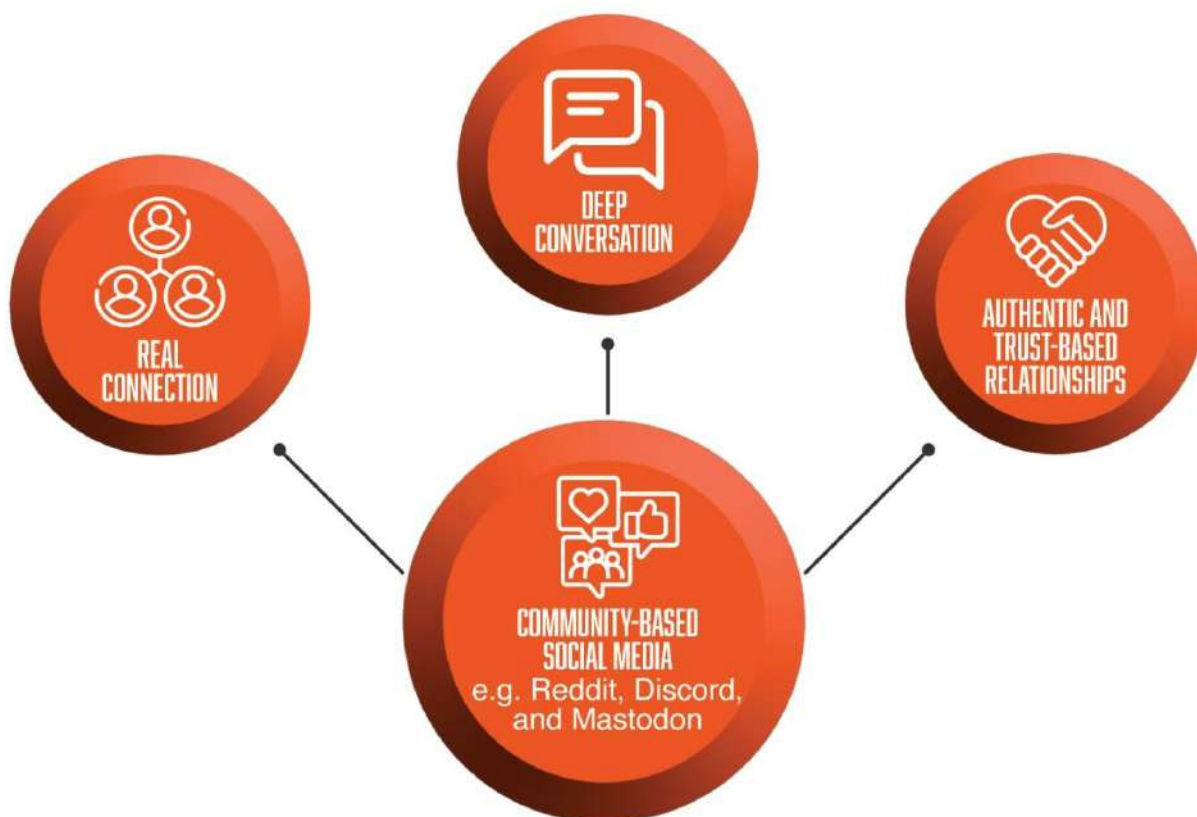 DEEP
CONVERSATION
REAL
CONNECTION
AUTHENTIC AND
TRUST-BASED
RELATIONSHIPS
COMMUNITY-BASED
SOCIAL MEDIA
e.g. Reddit, Discord,
and Mastodon